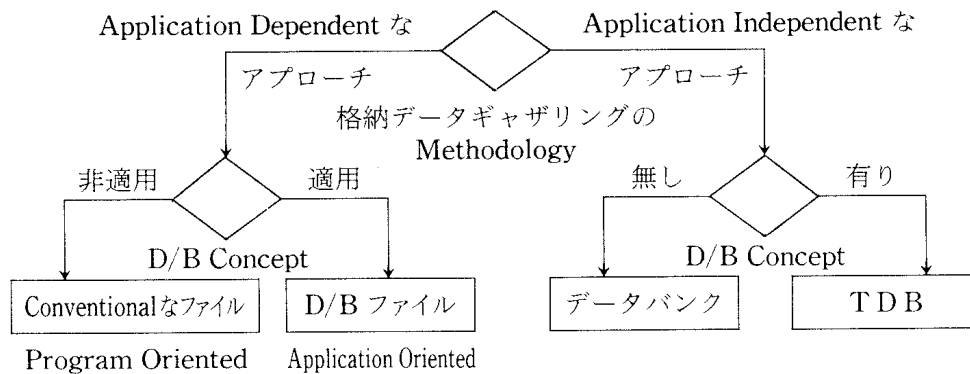 Application Dependent な
Application Independent な
アプローチ
アプローチ
格納データギャザリングの
Methodology
非適用
適用
無し
有り
D/B Concept
D/B Concept
Conventionalなファイル
D/B ファイル
データバンク
T D B
Program Oriented
Application Oriented